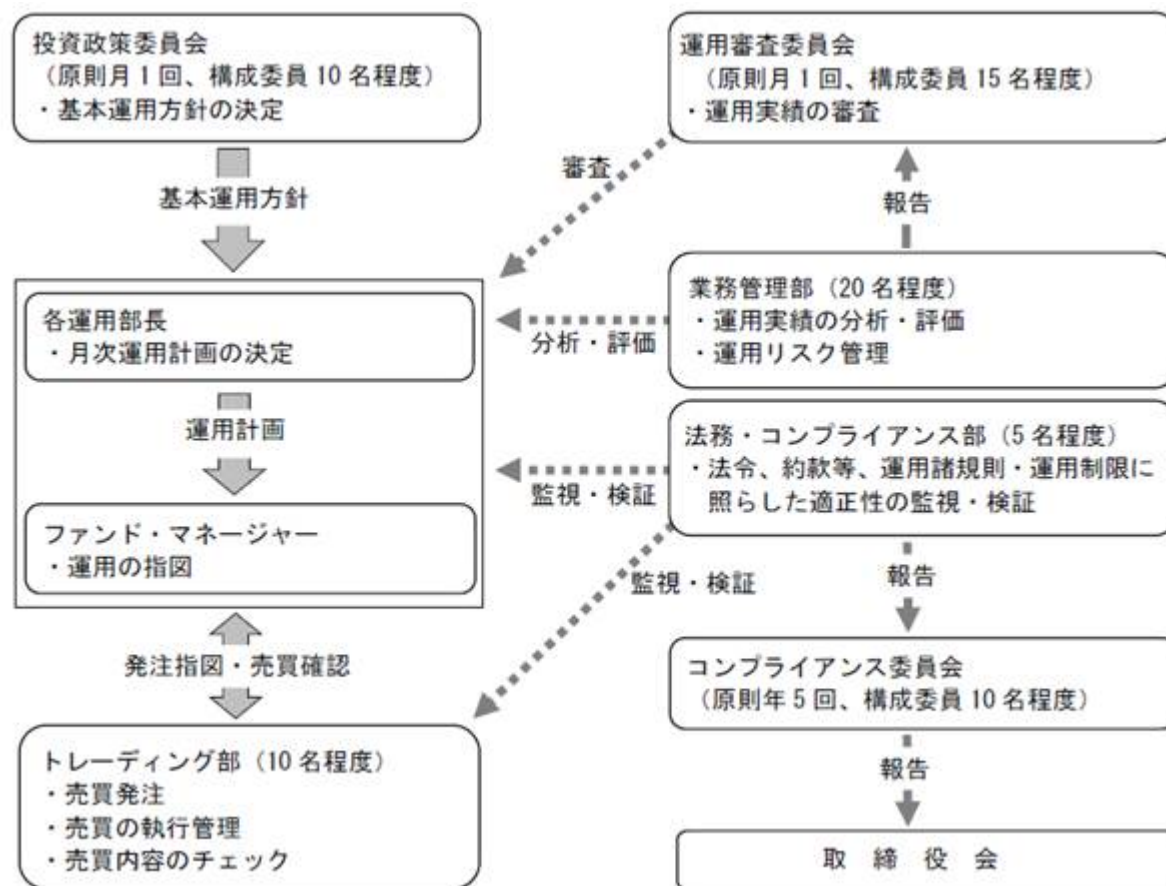 投資政策委員会
（原則月1回、構成委員10名程度）
・基本運用方針の決定
基本運用方針
各運用部長
・月次運用計画の決定
運用計画
ファンド・マネージャー
・運用の指図
発注指図・売買確認
トレーディング部（10名程度）
・売買発注
・売買の執行管理
・売買内容のチェック
運用審査委員会
（原則月1回、構成委員15名程度）
・運用実績の審査
審査
報告
業務管理部（20名程度）
・運用実績の分析・評価
・運用リスク管理
分析・評価
法務・コンプライアンス部（5名程度）
・法令、約款等、運用諸規則・運用制限に
照らした適正性の監視・検証
監視・検証
監視・検証
報告
コンプライアンス委員会
（原則年5回、構成委員10名程度）
報告
取 締 役 会